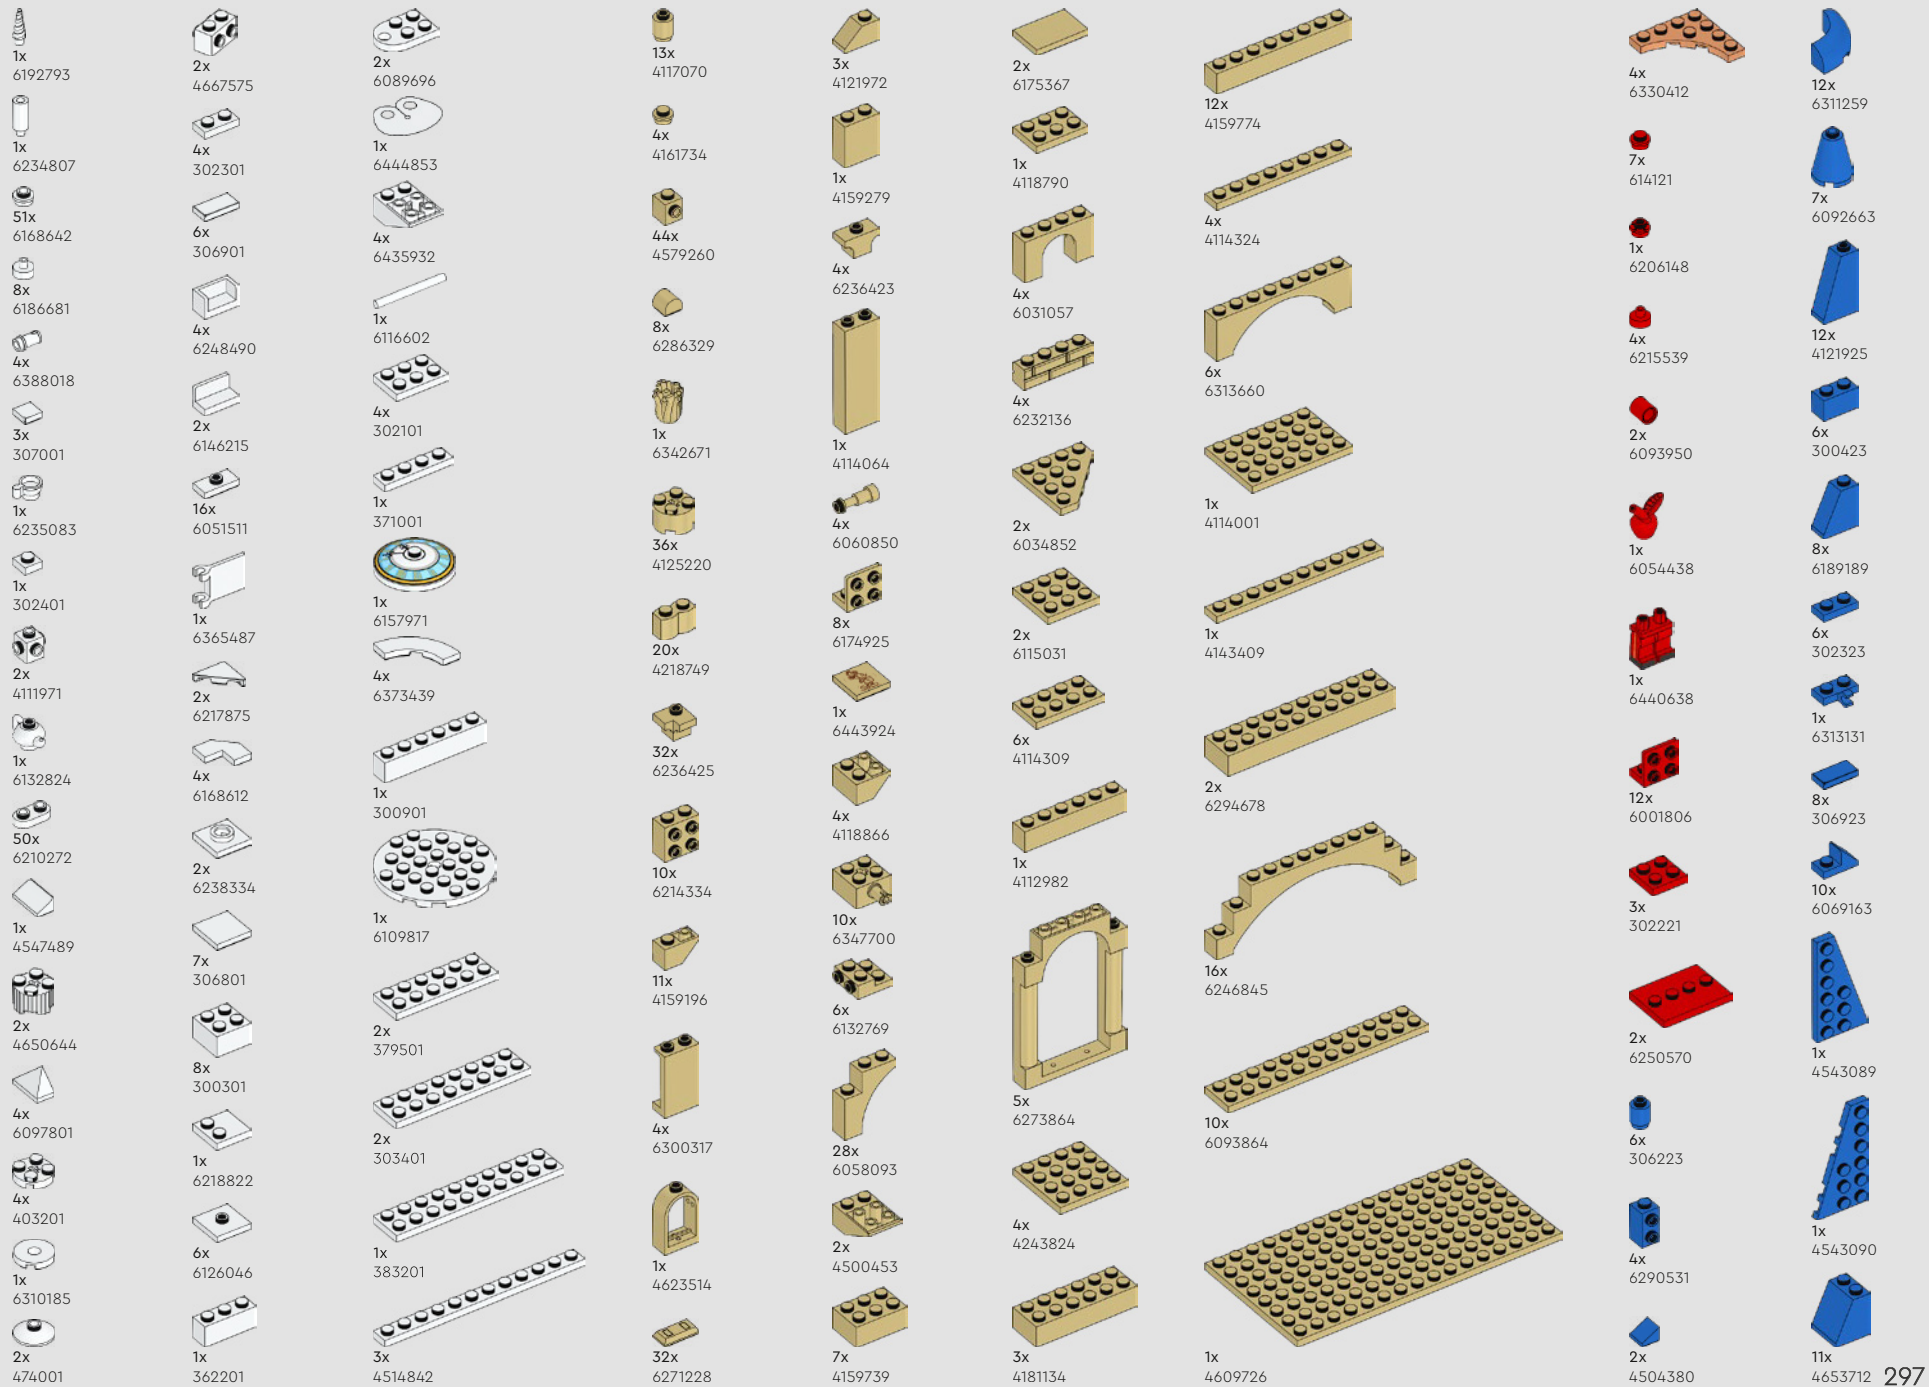 1x
6192793
1x
6234807
51x
6168642
8x
6186681
4x
6388018
3x
307001
1x
6235083
1x
302401
2x
4111971
1x
6132824
50x
6210272
1x
4547489
2x
4650644
4x
6097801
4x
403201
1x
6310185
2x
474001
2x
4667575
4x
302301
6x
306901
4x
6248490
2x
6146215
16x
6051511
1x
6365487
2x
6217875
4x
6168612
2x
6238334
7x
306801
8x
300301
1x
6218822
6x
6126046
1x
362201
2x
6089696
1x
6444853
4x
6435932
1x
6116602
4x
302101
1x
371001
1x
6157971
4x
6373439
1x
300901
1x
6109817
2x
379501
2x
303401
1x
383201
3x
4514842
13x
4117070
4x
4161734
44x
4579260
8x
6286329
1x
6342671
36x
4125220
20x
4218749
32x
6236425
10x
6214334
11x
4159196
4x
6300317
1x
4623514
32x
6271228
3x
4121972
1x
4159279
4x
6236423
1x
4114064
4x
6060850
8x
6174925
1x
6443924
4x
4118866
10x
6347700
6x
6132769
28x
6058093
2x
4500453
7x
4159739
2x
6175367
1x
4118790
4x
6031057
4x
6232136
2x
6034852
2x
6115031
6x
4114309
1x
4112982
5x
6273864
4x
4243824
3x
4181134
12x
4159774
4x
4114324
6x
6313660
1x
4114001
1x
4143409
2x
6294678
16x
6246845
10x
6093864
1x
4609726
4x
6330412
7x
614121
1x
6206148
4x
6215539
2x
6093950
1x
6054438
1x
6440638
12x
6001806
3x
302221
2x
6250570
6x
306223
4x
6290531
2x
4504380
12x
6311259
7x
6092663
12x
4121925
6x
300423
8x
6189189
6x
302323
1x
6313131
8x
306923
10x
6069163
1x
4543089
1x
4543090
11x
4653712
297